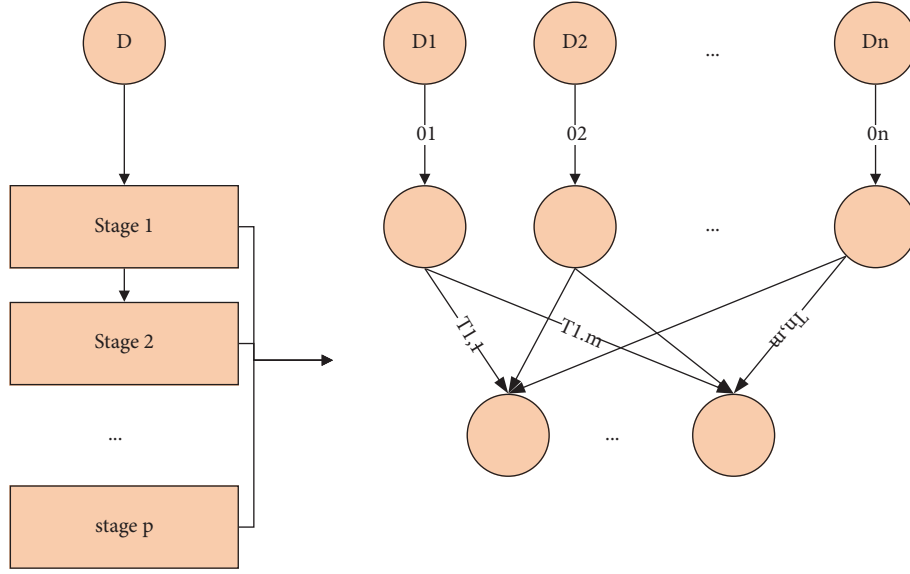 D
D1
D2
...
Dn
01
02
0n
Stage 1
...
Stage 2
T1,1
T1.m
Tn,m
...
...
stage p